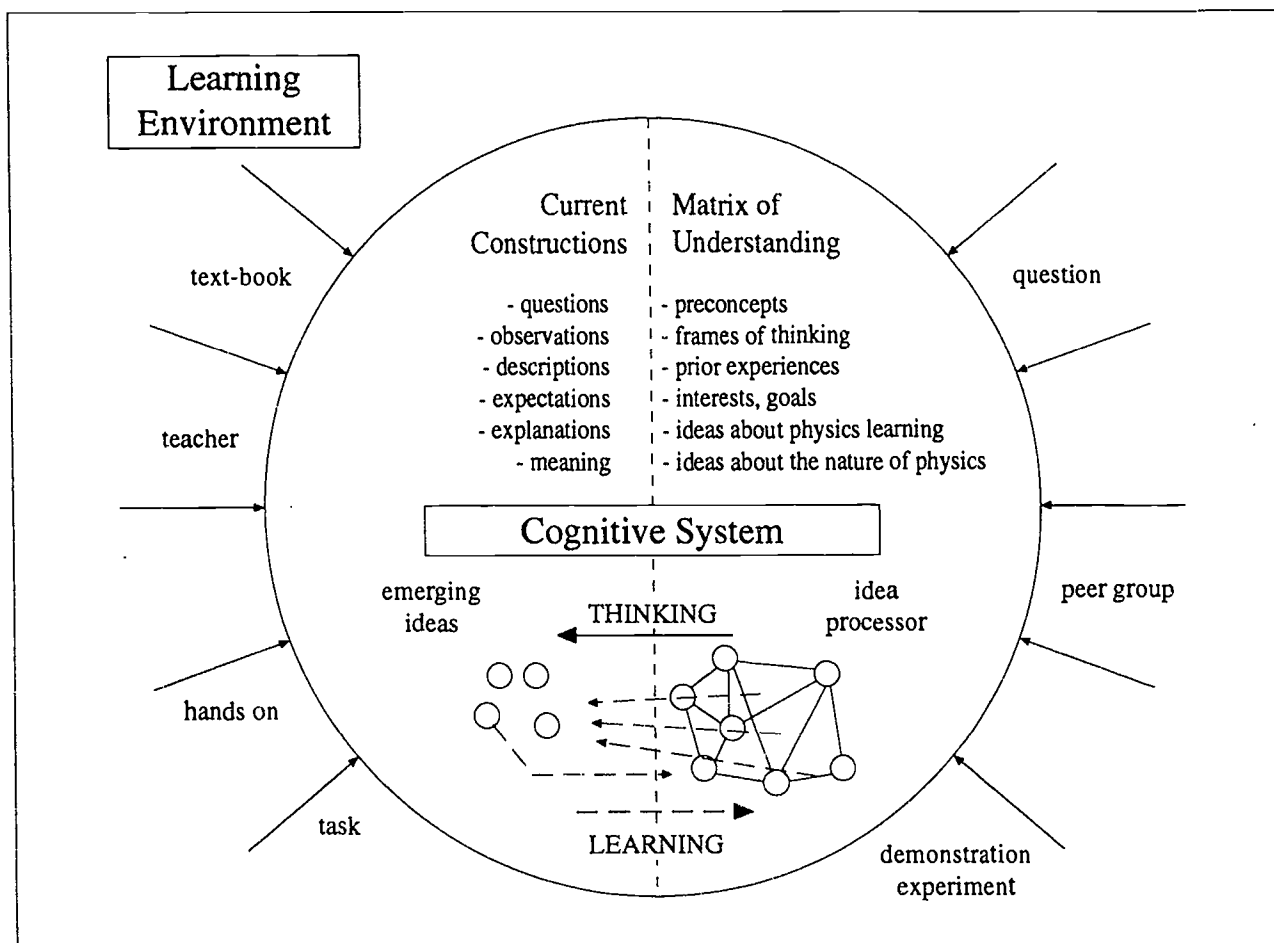 Learning
Environment
Current
Constructions
- questions
- observations
- descriptions
- expectations
- explanations
- meaning
Matrix of
Understanding
- preconcepts
- frames of thinking
- prior experiences
- interests, goals
- ideas about physics learning
- ideas about the nature of physics
text-book
teacher
hands on
task
question
peer group
demonstration
experiment
Cognitive System
emerging
ideas
THINKING
idea
processor
LEARNING